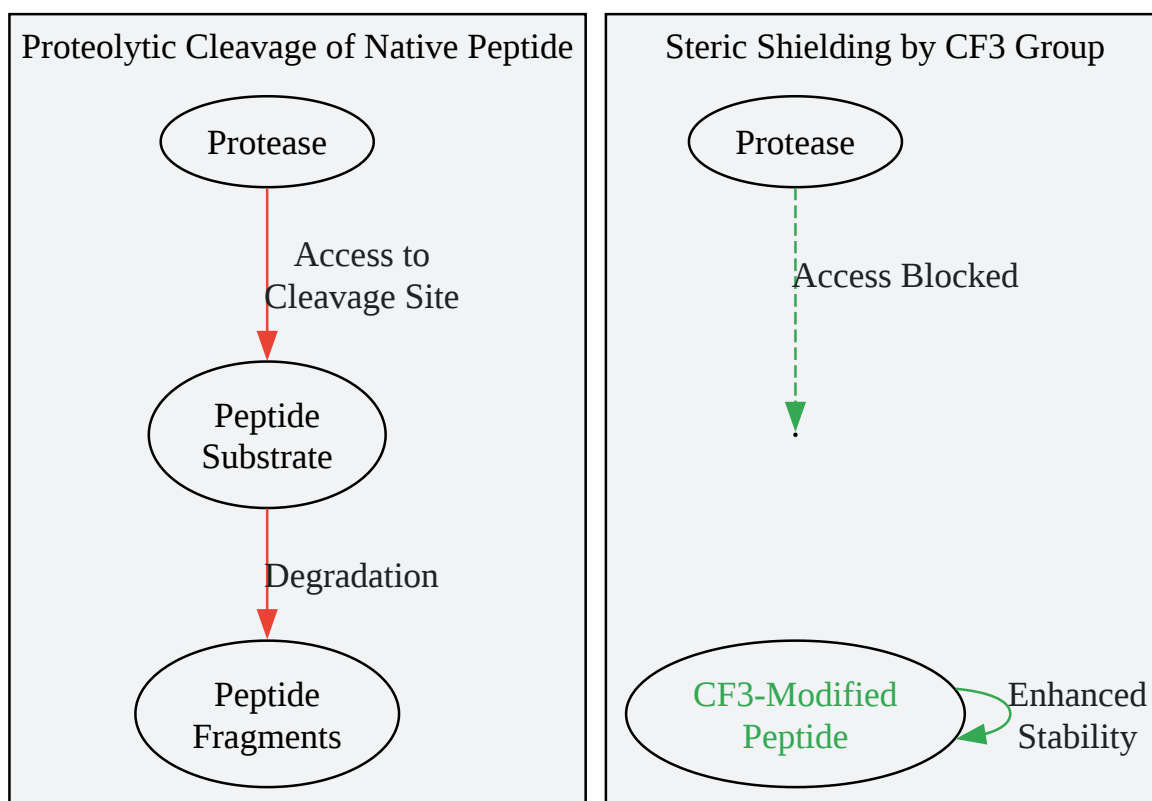 Proteolytic Cleavage of Native Peptide
Protease
Access to
Cleavage Site
Peptide
Substrate
Degradation
Peptide
Fragments
Steric Shielding by CF3 Group
Protease
Access Blocked
CF3-Modified
Peptide
Enhanced
Stability